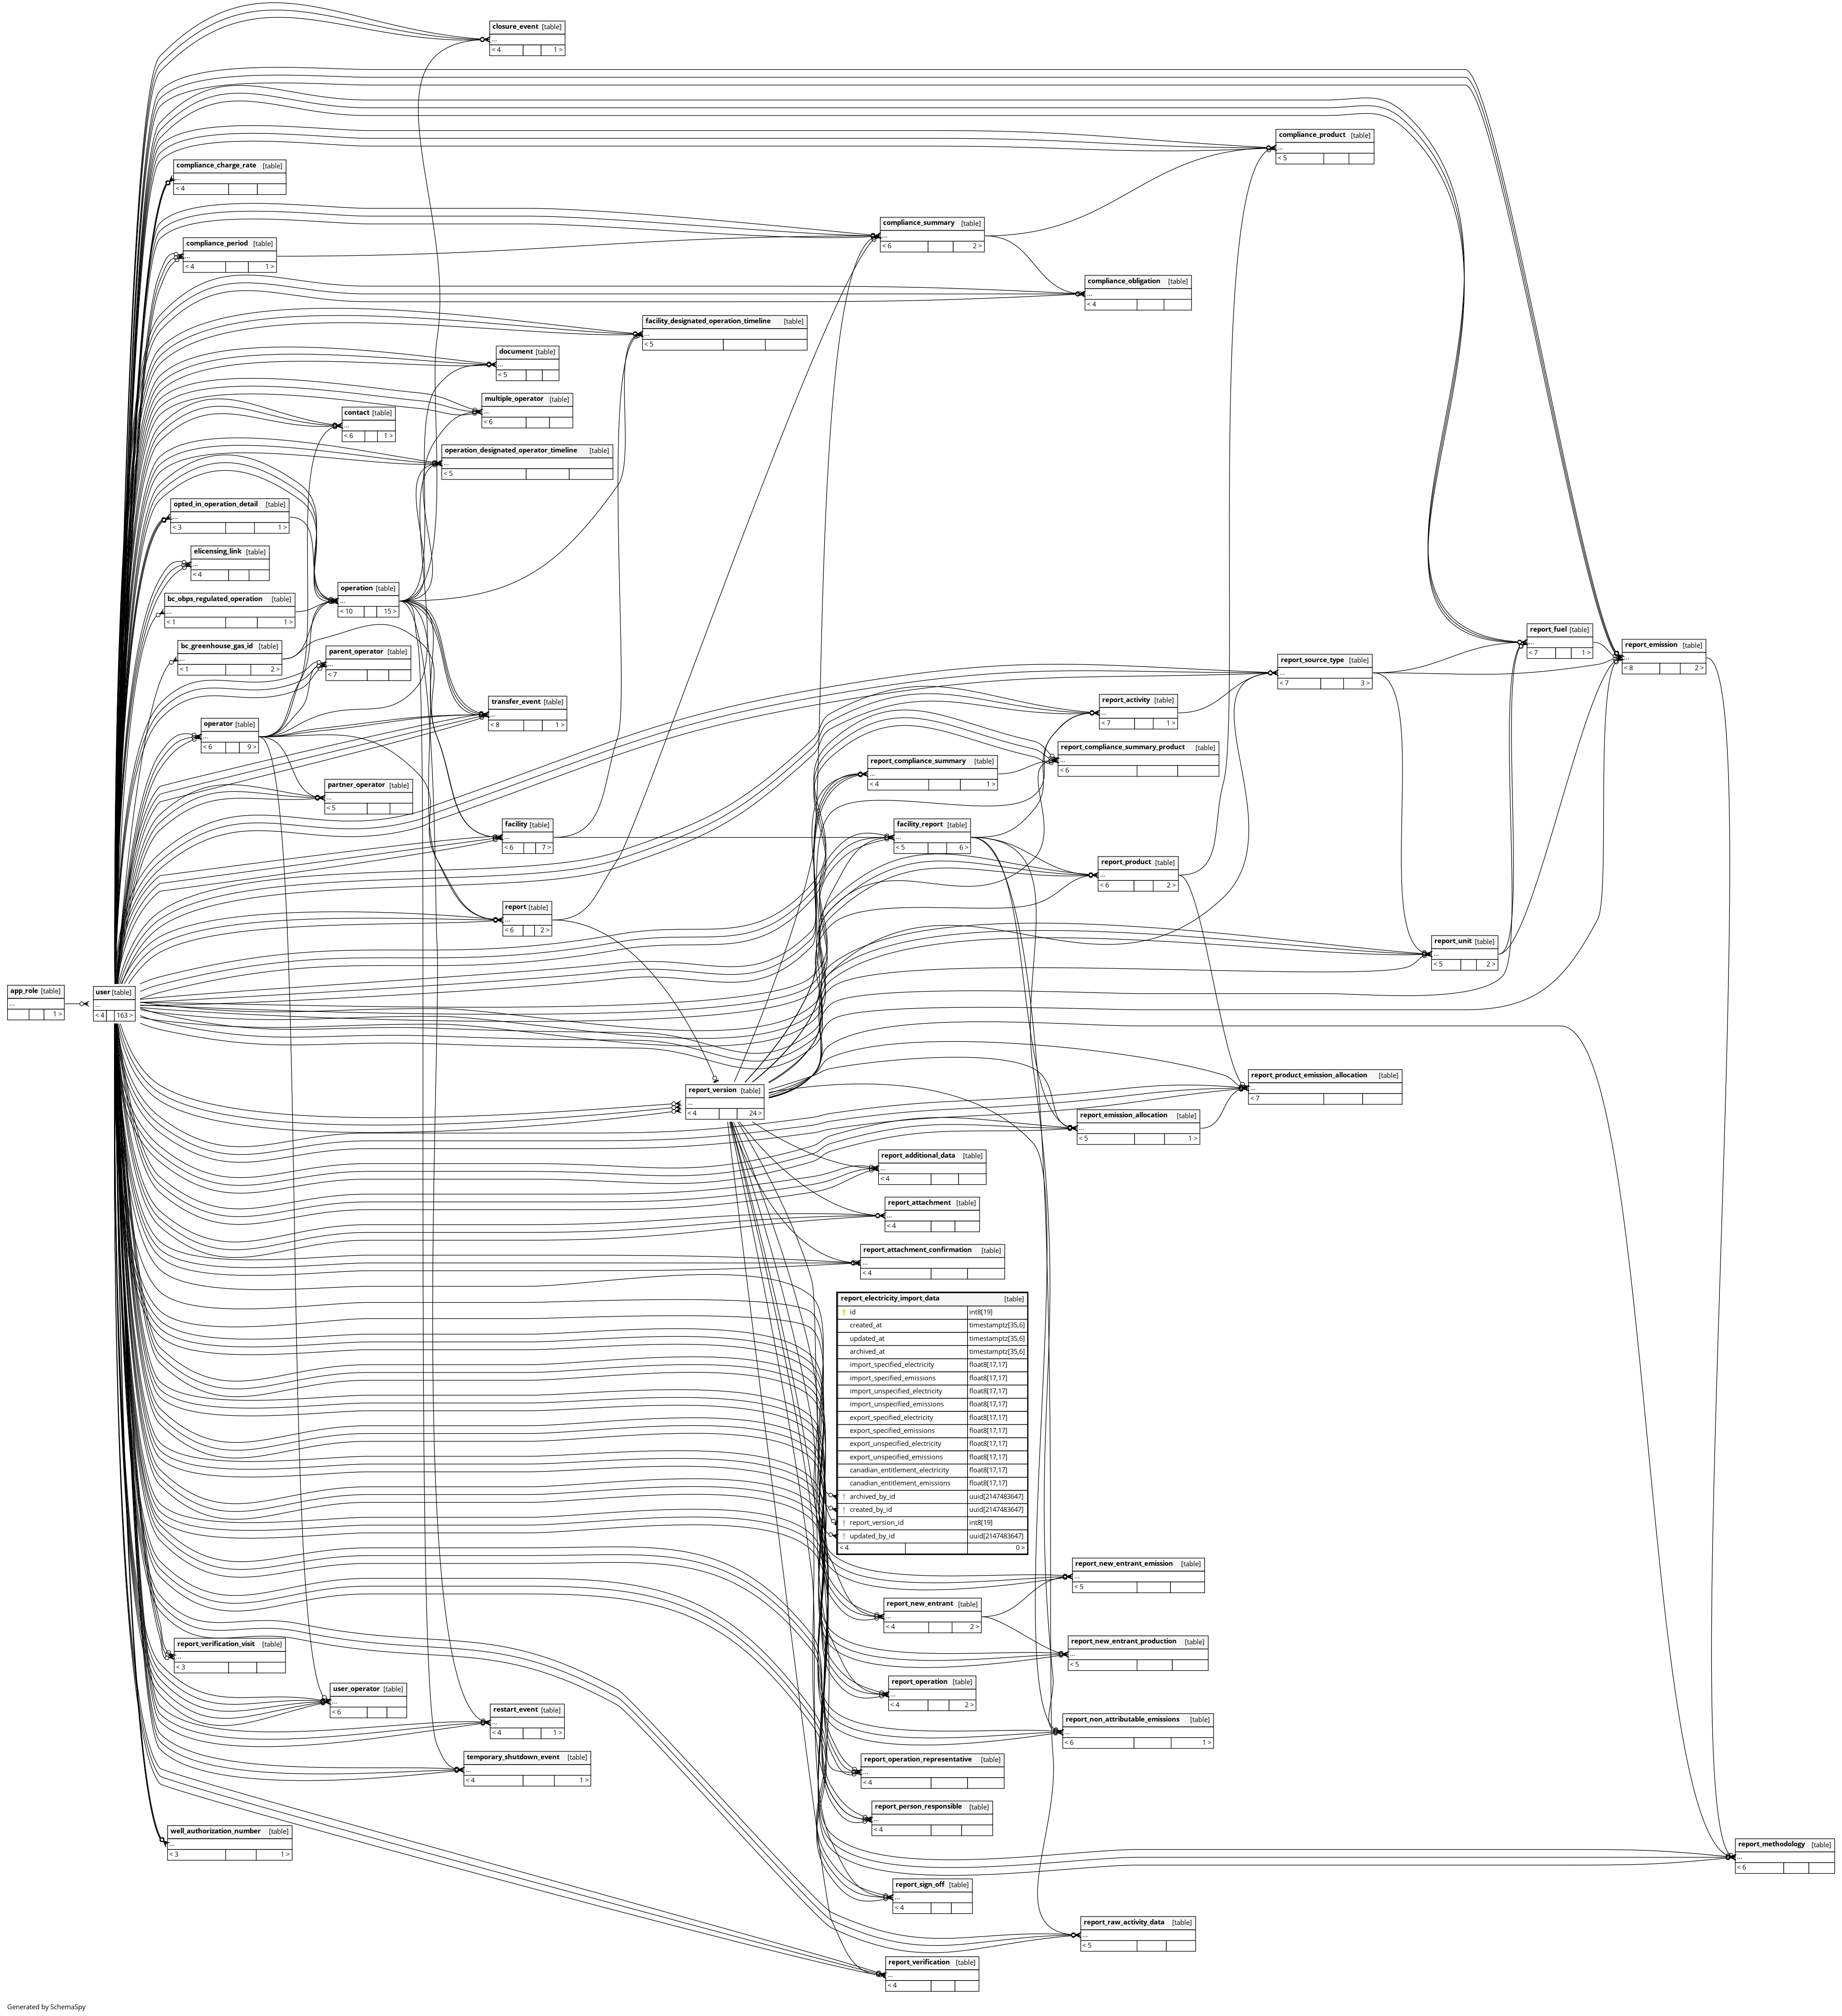 closure_event [table]
...
< 4 1 >
compliance_product [table]
...
< 5
compliance_charge_rate [table]
...
< 4
compliance_summary [table]
...
< 6 2 >
compliance_period [table]
...
< 4 1 >
compliance_obligation [table]
...
< 4
facility_designated_operation_timeline [table]
...
< 5
document [table]
...
< 5
multiple_operator [table]
...
< 6
contact [table]
...
< 6 1 >
operation_designated_operator_timeline [table]
...
< 5
opted_in_operation_detail [table]
...
< 3 1 >
elicensing_link [table]
...
< 4
operation [table]
...
< 10 15 >
bc_obps_regulated_operation [table]
...
< 1 1 >
report_fuel [table]
...
< 7 1 >
report_emission [table]
...
< 8 2 >
bc_greenhouse_gas_id [table]
...
< 1 2 >
parent_operator [table]
...
< 7
report_source_type [table]
...
< 7 3 >
transfer_event [table]
...
< 8 1 >
report_activity [table]
...
< 7 1 >
operator [table]
...
< 6 9 >
report_compliance_summary_product [table]
...
< 6
report_compliance_summary [table]
...
< 4 1 >
partner_operator [table]
...
< 5
facility [table]
...
< 6 7 >
facility_report [table]
...
< 5 6 >
report_product [table]
...
< 6 2 >
report [table]
...
< 6 2 >
report_unit [table]
...
< 5 2 >
app_role [table]
...
1 >
user [table]
...
< 4 163 >
report_version [table]
...
< 4 24 >
report_product_emission_allocation [table]
...
< 7
report_emission_allocation [table]
...
< 5 1 >
report_additional_data [table]
...
< 4
report_attachment [table]
...
< 4
report_attachment_confirmation [table]
...
< 4
report_electricity_import_data [table]
id int8[19]
created_at timestamptz[35,6]
updated_at timestamptz[35,6]
archived_at timestamptz[35,6]
import_specified_electricity float8[17,17]
import_specified_emissions float8[17,17]
import_unspecified_electricity float8[17,17]
import_unspecified_emissions float8[17,17]
export_specified_electricity float8[17,17]
export_specified_emissions float8[17,17]
export_unspecified_electricity float8[17,17]
export_unspecified_emissions float8[17,17]
canadian_entitlement_electricity float8[17,17]
canadian_entitlement_emissions float8[17,17]
archived_by_id uuid[2147483647]
created_by_id uuid[2147483647]
report_version_id int8[19]
updated_by_id uuid[2147483647]
< 4 0 >
report_new_entrant_emission [table]
...
< 5
report_new_entrant [table]
...
< 4 2 >
report_new_entrant_production [table]
...
< 5
report_verification_visit [table]
...
< 3
report_operation [table]
...
< 4 2 >
user_operator [table]
...
< 6
restart_event [table]
...
< 4 1 >
report_non_attributable_emissions [table]
...
< 6 1 >
temporary_shutdown_event [table]
...
< 4 1 >
report_operation_representative [table]
...
< 4
report_person_responsible [table]
...
< 4
well_authorization_number [table]
...
< 3 1 >
report_methodology [table]
...
< 6
report_sign_off [table]
...
< 4
report_raw_activity_data [table]
...
< 5
report_verification [table]
...
< 4
Generated by SchemaSpy